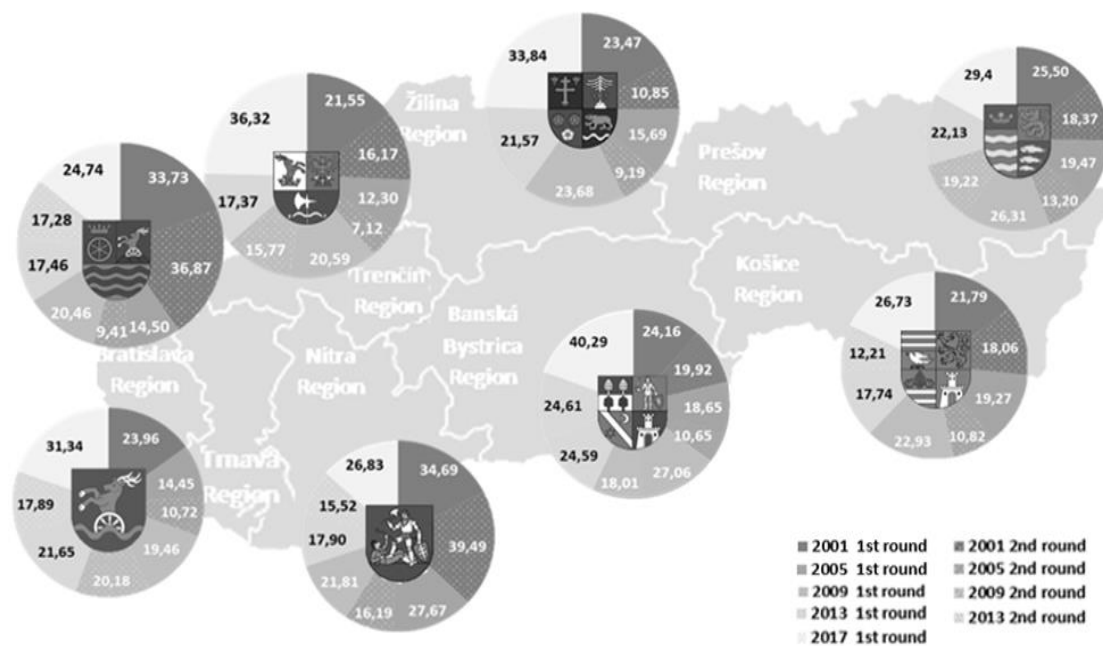 33,84
23,47
10,85
15,69
9,19
23,68
21,57
Žilina
Region
36,32
21,55
16,17
12,30
7,12
20,59
15,77
17,37
29,4
25,50
18,37
19,47
13,20
26,31
19,22
22,13
Prešov
Region
24,74
33,73
36,87
14,50
9,41
20,46
17,46
17,28
Trenčín
Region
Košice
Region
Banská
Bystrica
Region
Nitra
Region
Bratislava
Region
26,73
21,79
18,06
19,27
10,82
22,93
17,74
12,21
40,29
24,16
19,92
18,65
10,65
27,06
18,01
24,59
24,61
31,34
23,96
14,45
10,72
19,46
20,18
21,65
17,89
Trnava
Region
26,83
34,69
39,49
27,67
16,19
21,81
17,90
15,52
2001 1st round
2001 2nd round
2005 1st round
2005 2nd round
2009 1st round
2009 2nd round
2013 1st round
2013 2nd round
2017 1st round